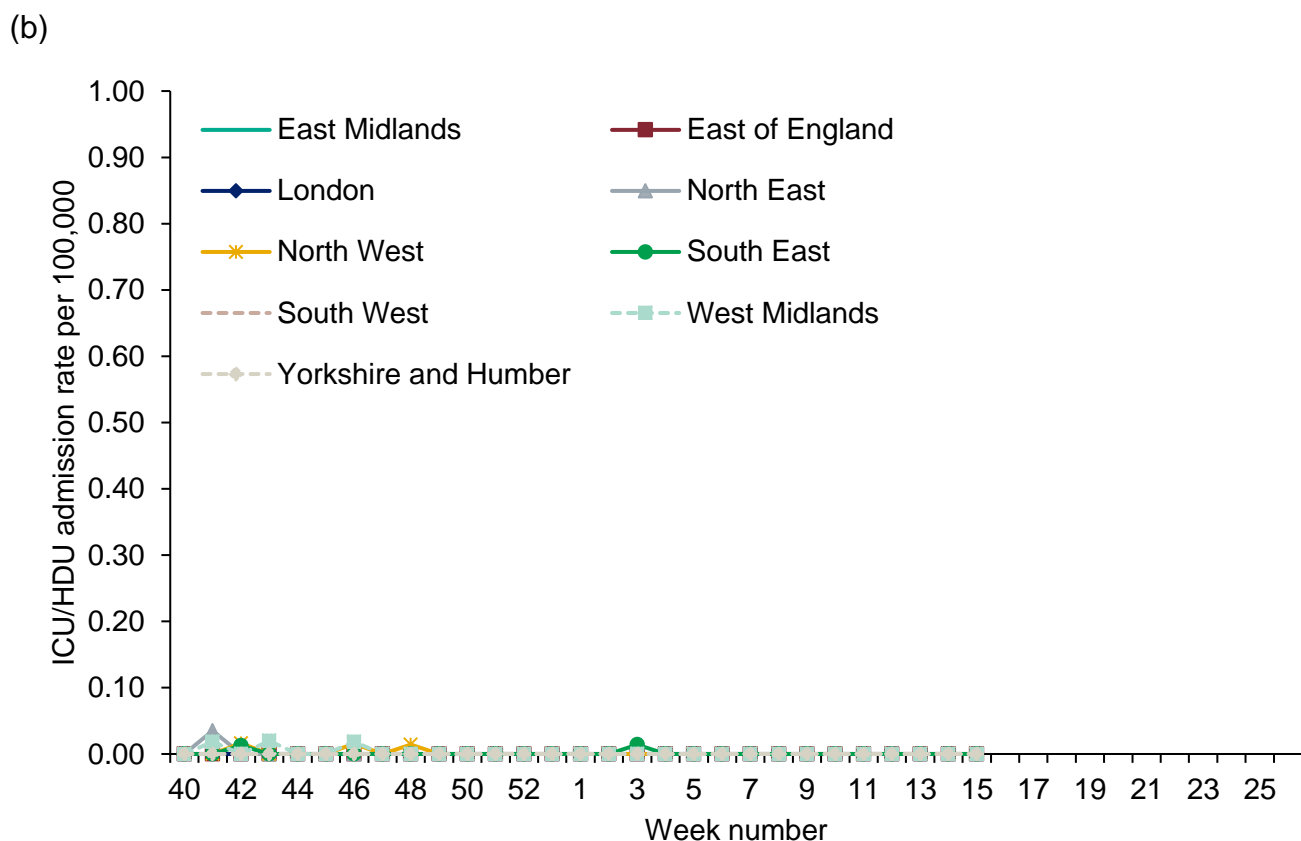 (b)
ICU/HDU admission rate per 100,000
1.00
0.90
0.80
0.70
0.60
0.50
0.40
0.30
0.20
0.10
0.00
East Midlands East of England
London North East
North West South East
South West West Midlands
Yorkshire and Humber
40 42 44 46 48 50 52 1 3 5 7 9 11 13 15 17 19 21 23 25
Week number